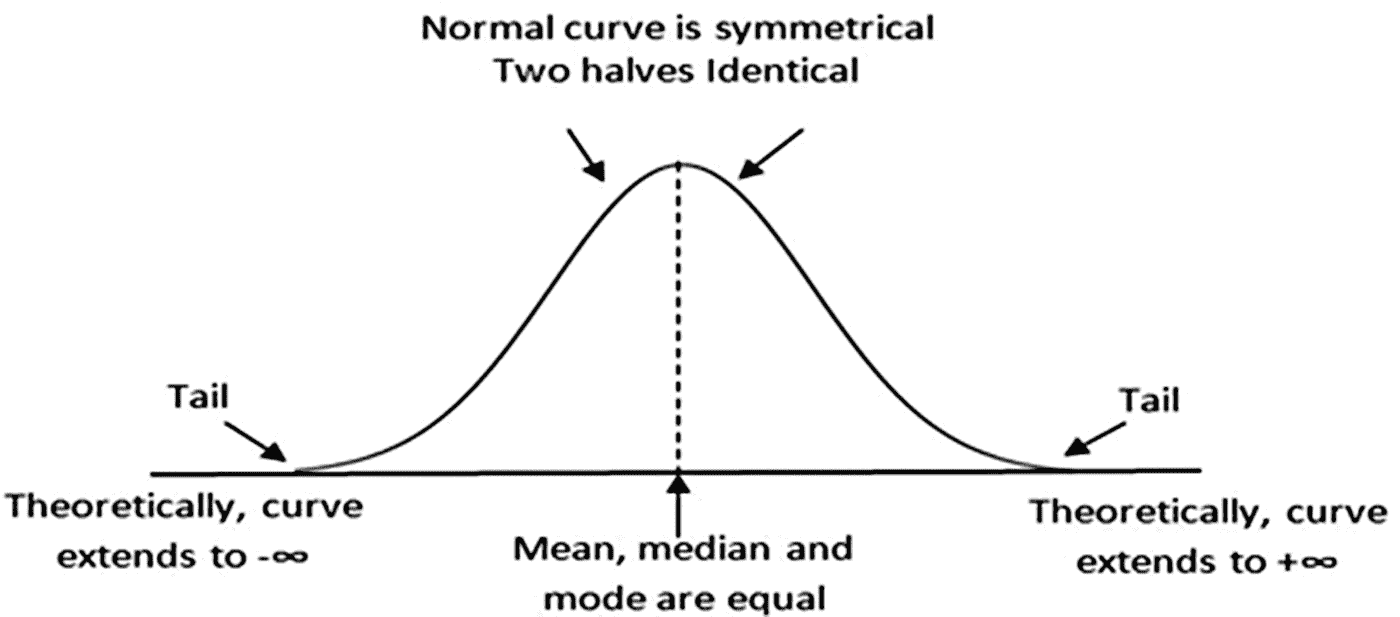 Normal curve is symmetrical
Two halves Identical
Tail
Tail
Theoretically, curve
extends to -∞
Mean, median and
mode are equal
Theoretically, curve
extends to +∞